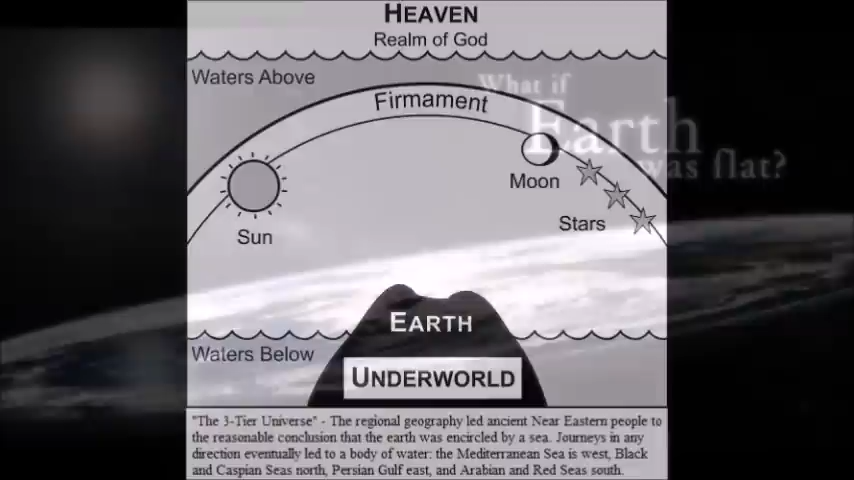 HEAVEN
Realm of God
Waters Above
Firmament
What if
Earth
was flat?
Moon
Stars
Sun
EARTH
Waters Below
UNDERWORLD
"The 3-Tier Universe" - The regional geography led ancient Near Eastern people to
the reasonable conclusion that the earth was encircled by a sea. Journeys in any
direction eventually led to a body of water: the Mediterranean Sea is west, Black
and Caspian Seas north, Persian Gulf east, and Arabian and Red Seas south.